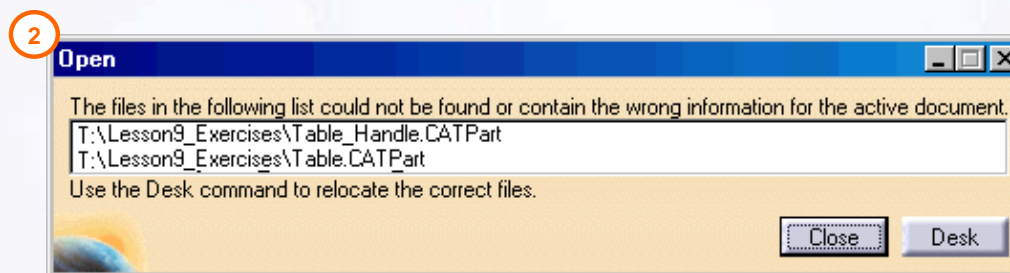 2
Open
The files in the following list could not be found or contain the wrong information for the active document.
T:\Lesson9_Exercises\Table_Handle.CATPart
T:\Lesson9_Exercises\Table.CATPart
Use the Desk command to relocate the correct files.
Close Desk